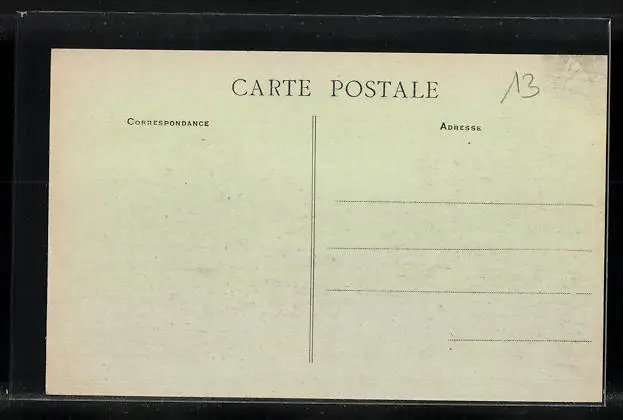 CARTE POSTALE
13
CORRESPONDANCE
ADRESSE